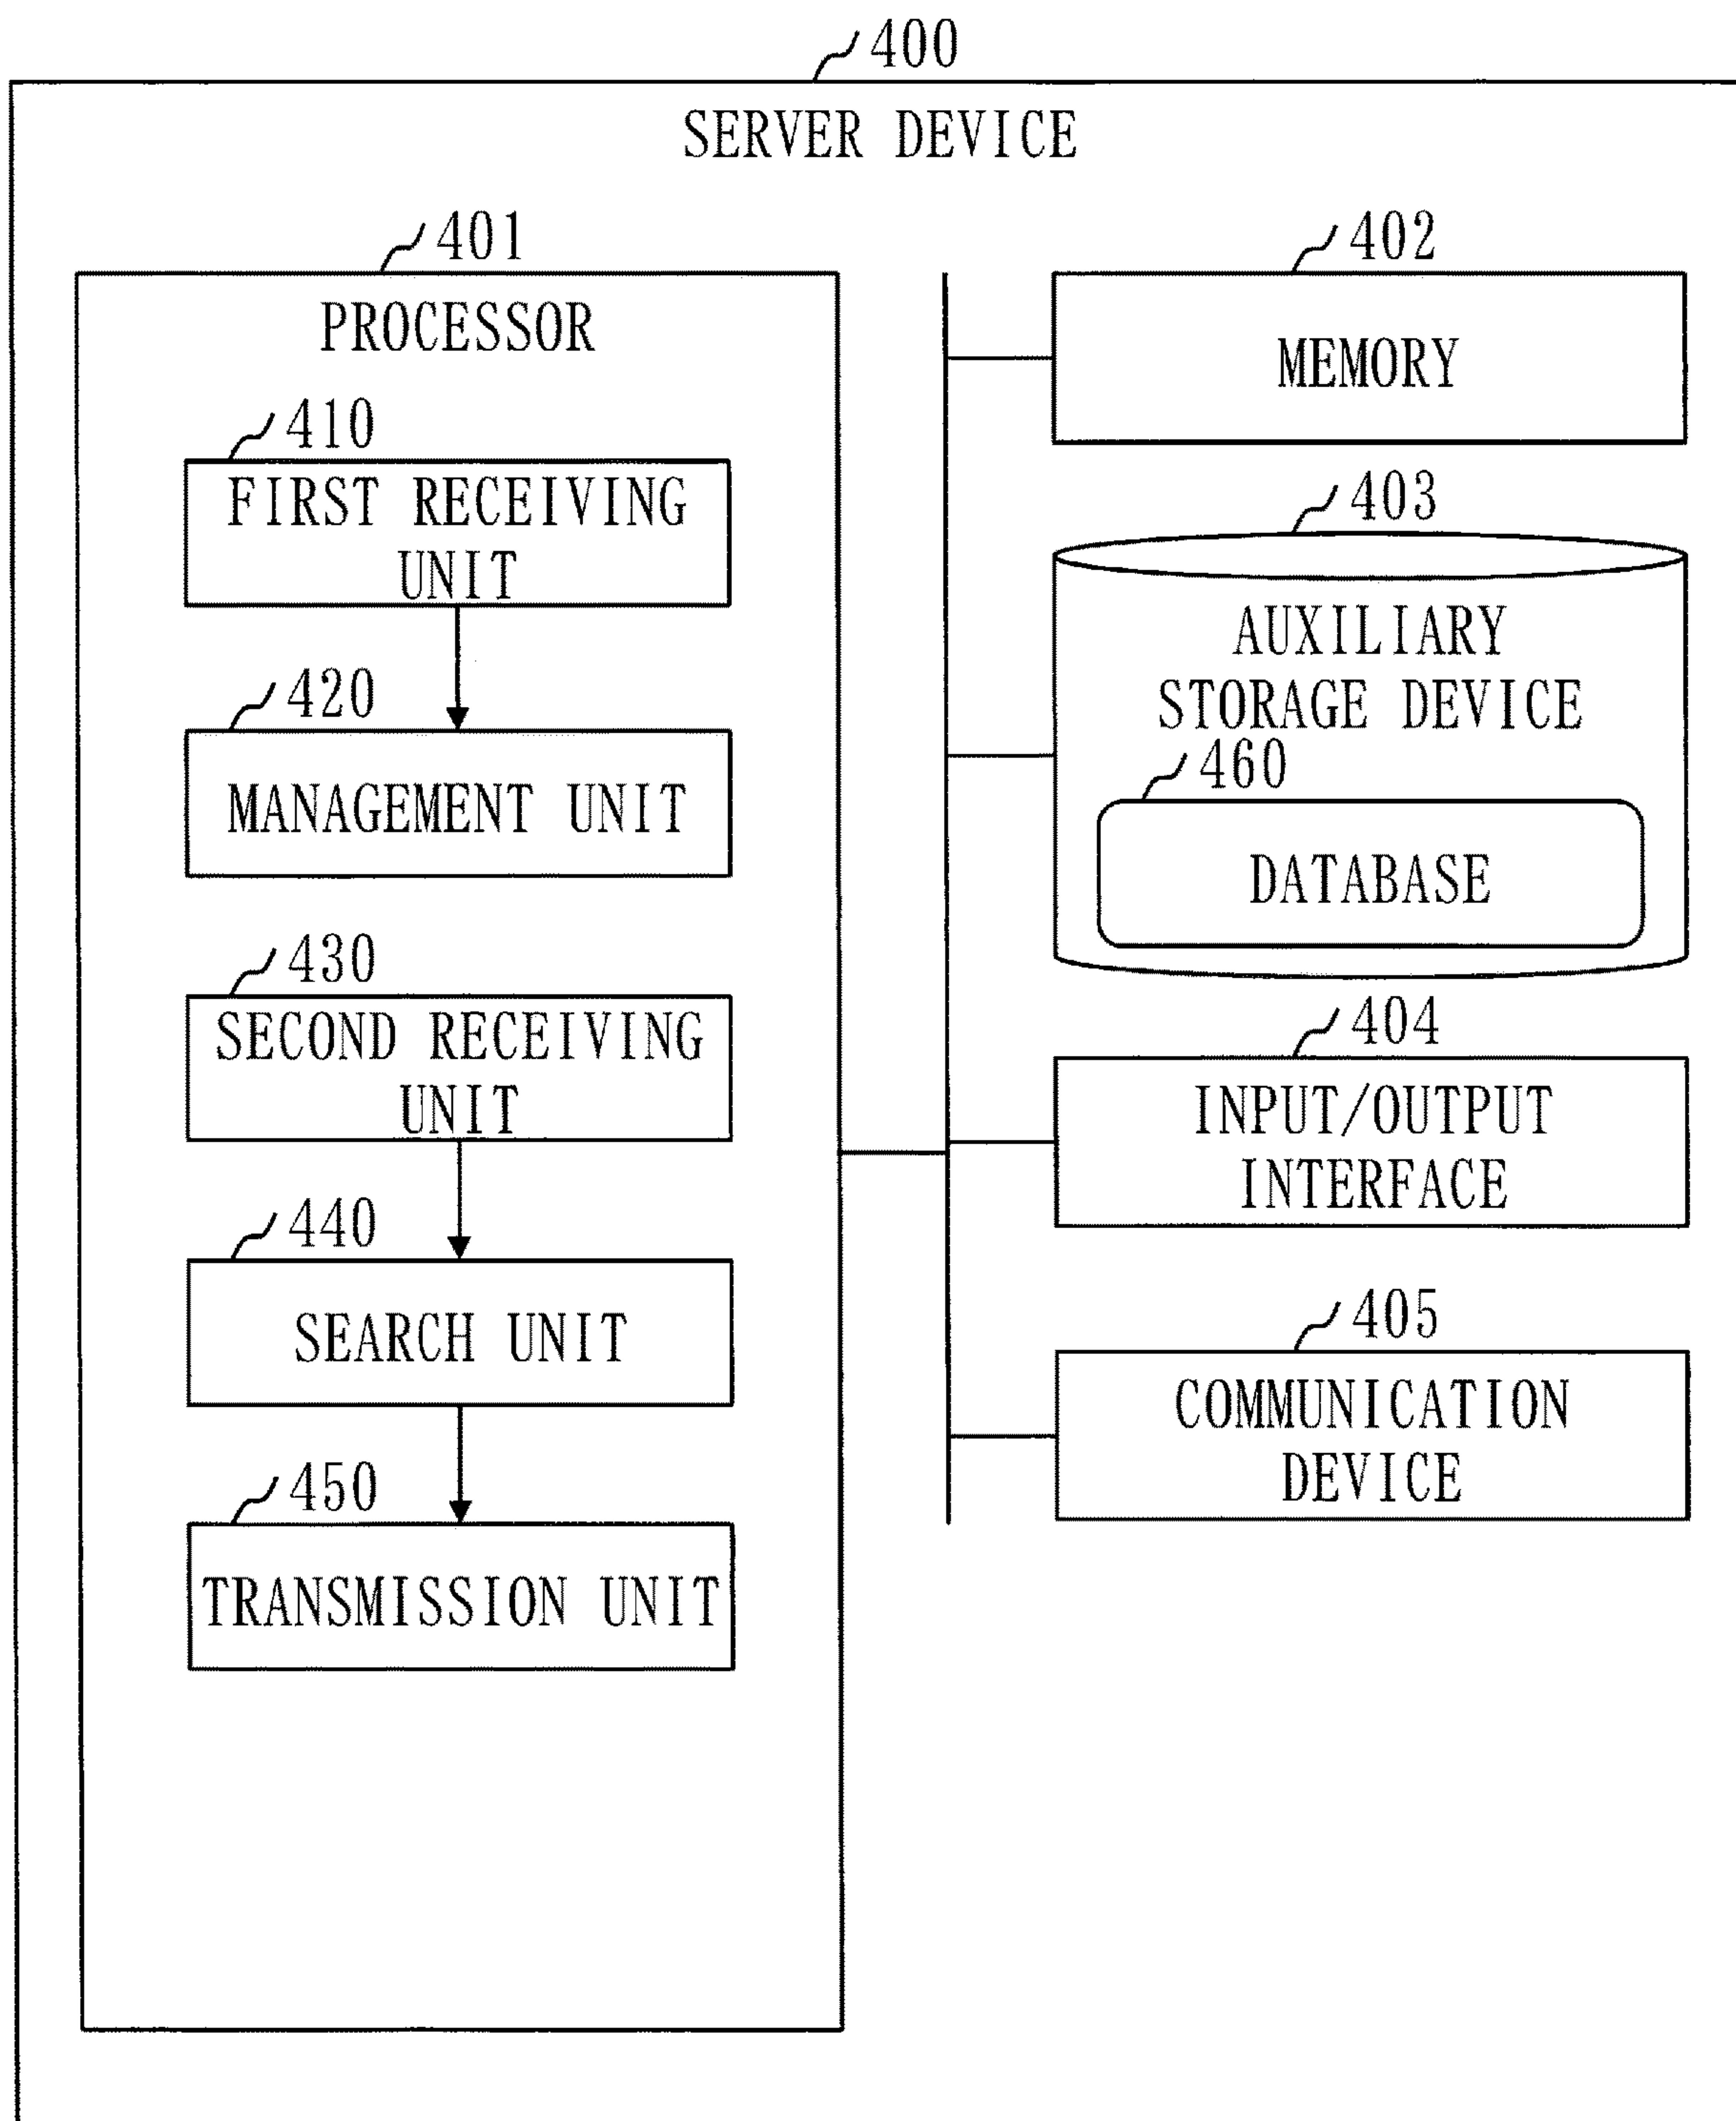 400
SERVER DEVICE
401
PROCESSOR
410
FIRST RECEIVING
UNIT
420
MANAGEMENT UNIT
430
SECOND RECEIVING
UNIT
440
SEARCH UNIT
450
TRANSMISSION UNIT
402
MEMORY
403
AUXILIARY
STORAGE DEVICE
460
DATABASE
404
INPUT/OUTPUT
INTERFACE
405
COMMUNICATION
DEVICE